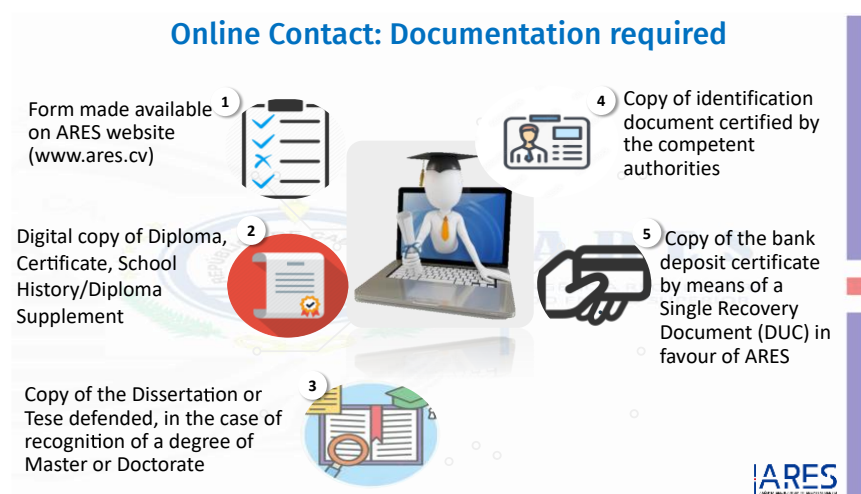 Online Contact: Documentation required
1
Form made available
on ARES website
(www.ares.cv)
2
Digital copy of Diploma,
Certificate, School
History/Diploma
Supplement
3
Copy of the Dissertation or
Tese defended, in the case of
recognition of a degree of
Master or Doctorate
4
Copy of identification
document certified by
the competent
authorities
5
Copy of the bank
deposit certificate
by means of a
Single Recovery
Document (DUC) in
favour of ARES
ARES